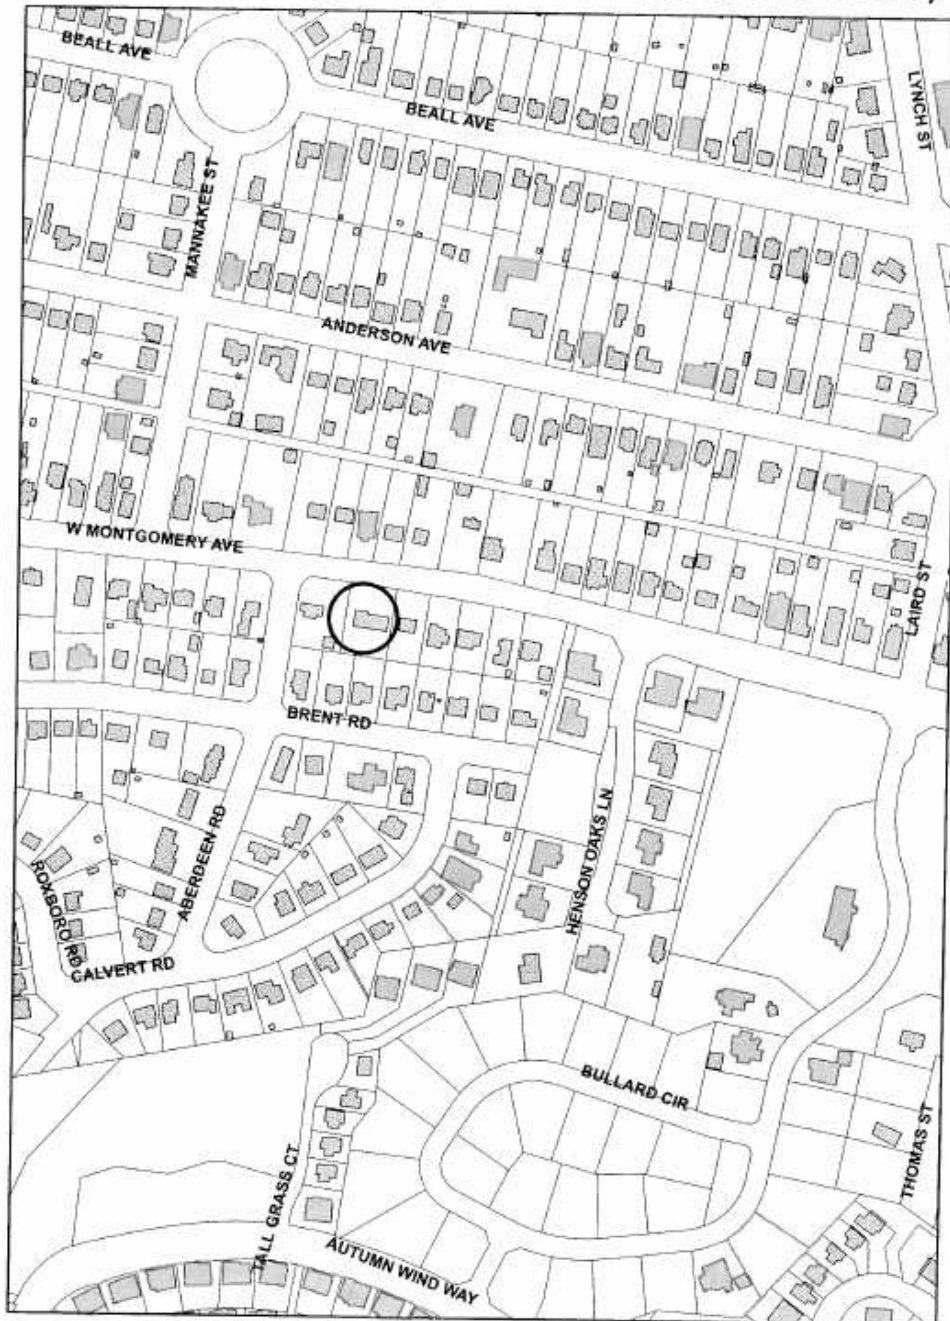 BEALL AVE
BEALL AVE
LYNCH ST
MANNAKEE ST
ANDERSON AVE
W MONTGOMERY AVE
LAIRD ST
BRENT RD
HENSON OAKS LN
ABERDEEN RD
ROXBORO RD
CALVERT RD
BULLARD CIR
THOMAS ST
TALL GRASS CT
AUTUMN WIND WAY